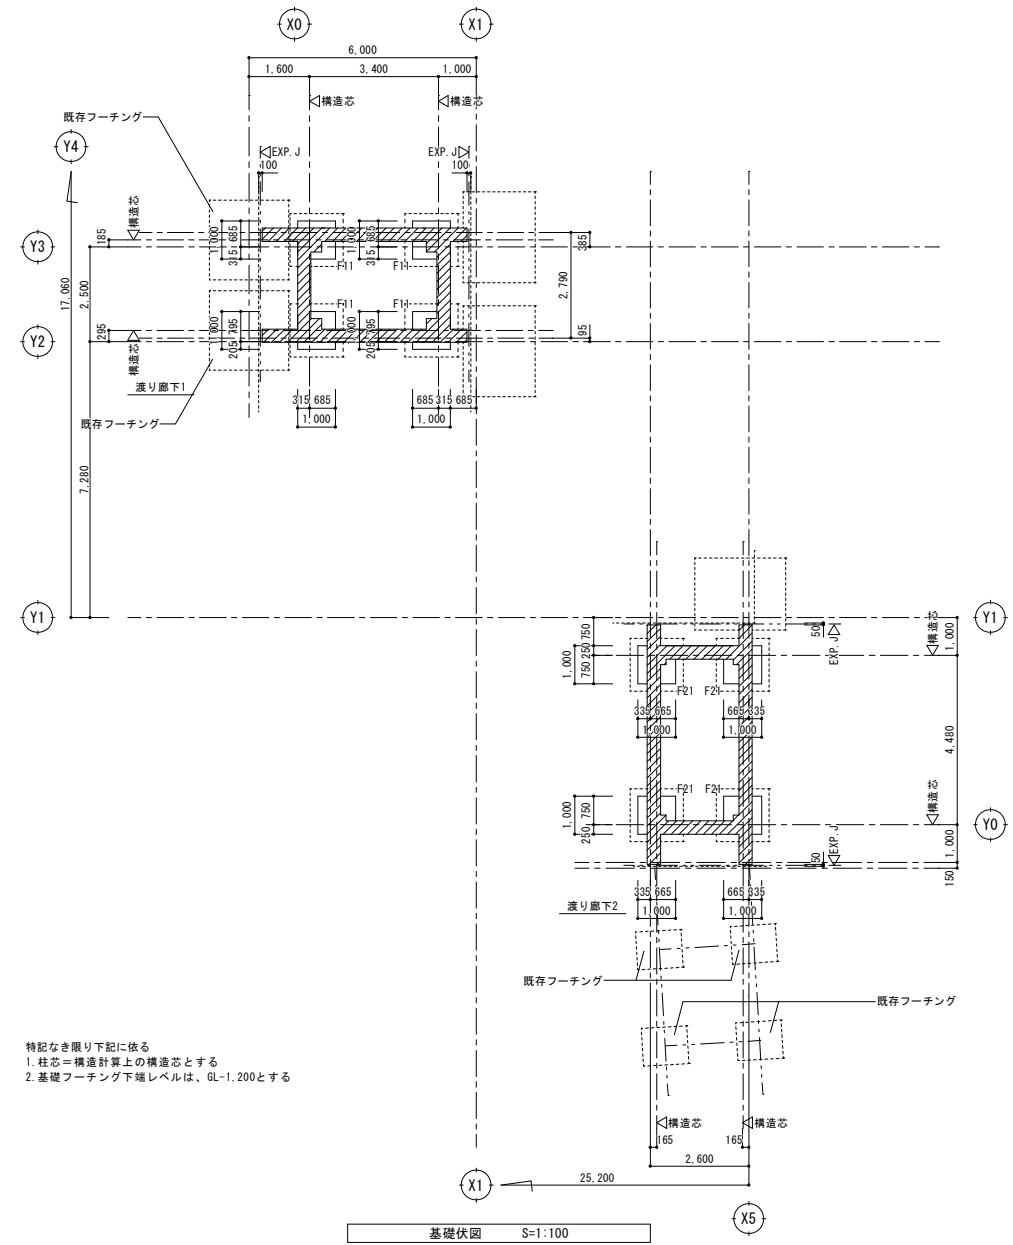 X0
X1
6,000
1,600
3,400
1,000
構造芯
構造芯
既存フーチング
Y4
EXP.J
EXP.J
100
100
構造芯
185
Y3
1,000
685
315
1,000
685
315
F11
F11
385
2,790
17,060
2,500
F11
F11
Y2
295
構造芯
1,000
795
205
1,000
795
205
95
渡り廊下1
既存フーチング
315
685
685
315
685
1,000
1,000
7,280
Y1
Y1
750
250
750
1,000
50
EXP.J
構造芯
1,000
F21
F21
335
665
665
335
1,000
1,000
4,480
F21
F21
構造芯
1,000
750
250
Y0
50
EXP.J
1,000
150
335
665
665
335
1,000
1,000
渡り廊下2
既存フーチング
既存フーチング
特記なき限り下記に依る
1.柱芯=構造計算上の構造芯とする
2.基礎フーチング下端レベルは、GL-1,200とする
構造芯
構造芯
165
165
2,600
25,200
X1
X5
基礎伏図 S=1:100